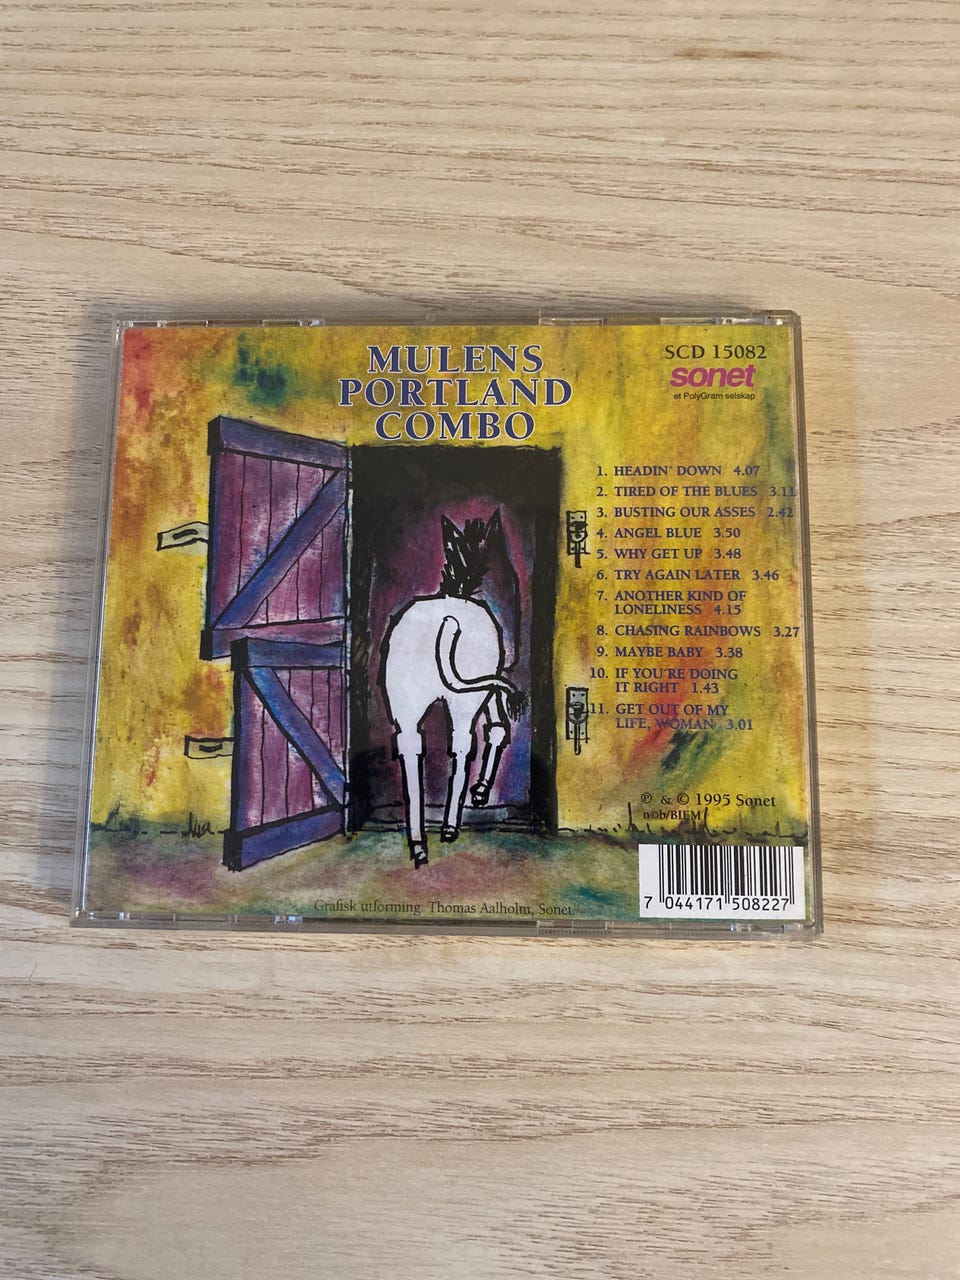 MULENS
PORTLAND
COMBO
SCD 15082
sonet
et PolyGram selskap
1. HEADIN' DOWN 4.07
2. TIRED OF THE BLUES 3.11
3. BUSTING OUR ASSES 2.42
4. ANGEL BLUE 3.50
5. WHY GET UP 3.48
6. TRY AGAIN LATER 3.46
7. ANOTHER KIND OF
LONELINESS 4.15
8. CHASING RAINBOWS 3.27
9. MAYBE BABY 3.38
10. IF YOU'RE DOING
IT RIGHT 1.43
11. GET OUT OF MY
LIFE, WOMAN 3.01
℗ & © 1995 Sonet
n©b/BIEM
7 044171 508227
Grafisk utforming: Thomas Aalholm, Sonet